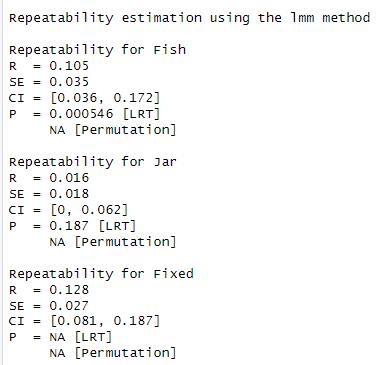 Repeatability estimation using the lmm method
Repeatability for Fish
R  = 0.105
SE = 0.035
CI = [0.036, 0.172]
P  = 0.000546 [LRT]
     NA [Permutation]
Repeatability for Jar
R  = 0.016
SE = 0.018
CI = [0, 0.062]
P  = 0.187 [LRT]
     NA [Permutation]
Repeatability for Fixed
R  = 0.128
SE = 0.027
CI = [0.081, 0.187]
P  = NA [LRT]
     NA [Permutation]